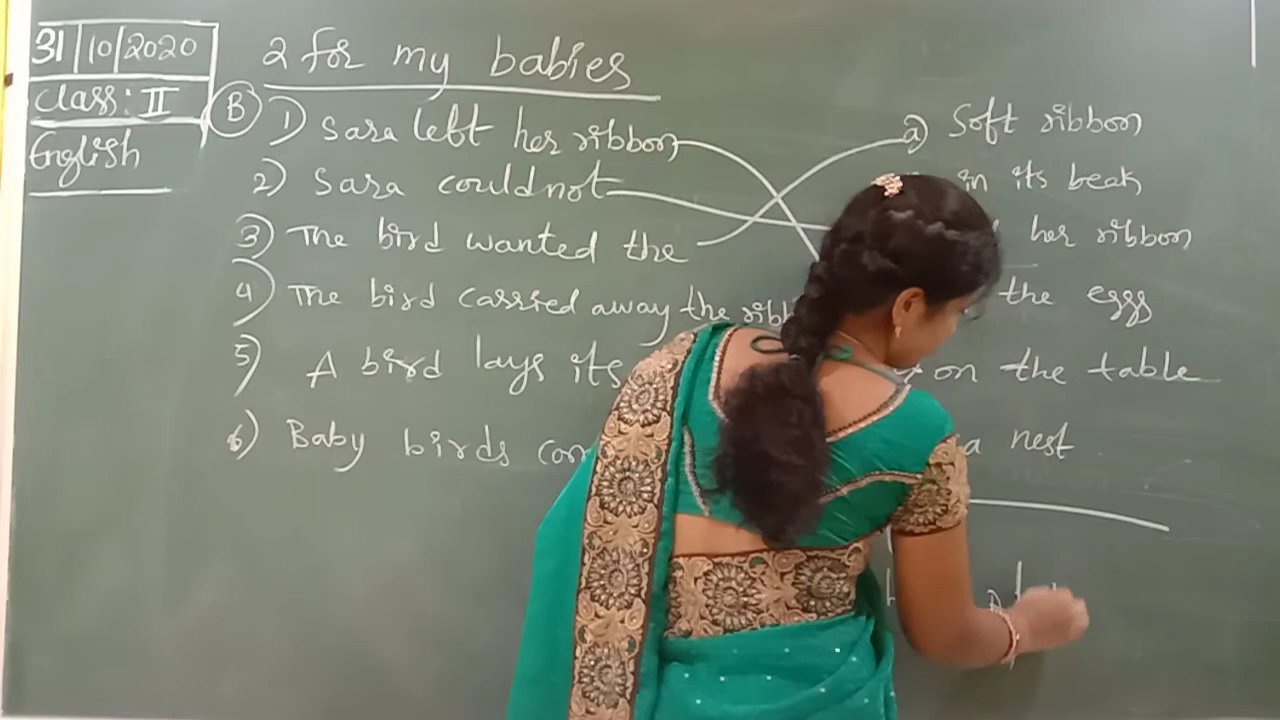 31/10/2020
Class: II
English
2 for my babies
B 1) Sara left her ribbon
2) Sara could not
3) The bird wanted the
4) The bird carried away the
5) A bird lays its
6) Baby birds
a) Soft ribbon
in its beak
her ribbon
the eggs
on the table
a nest